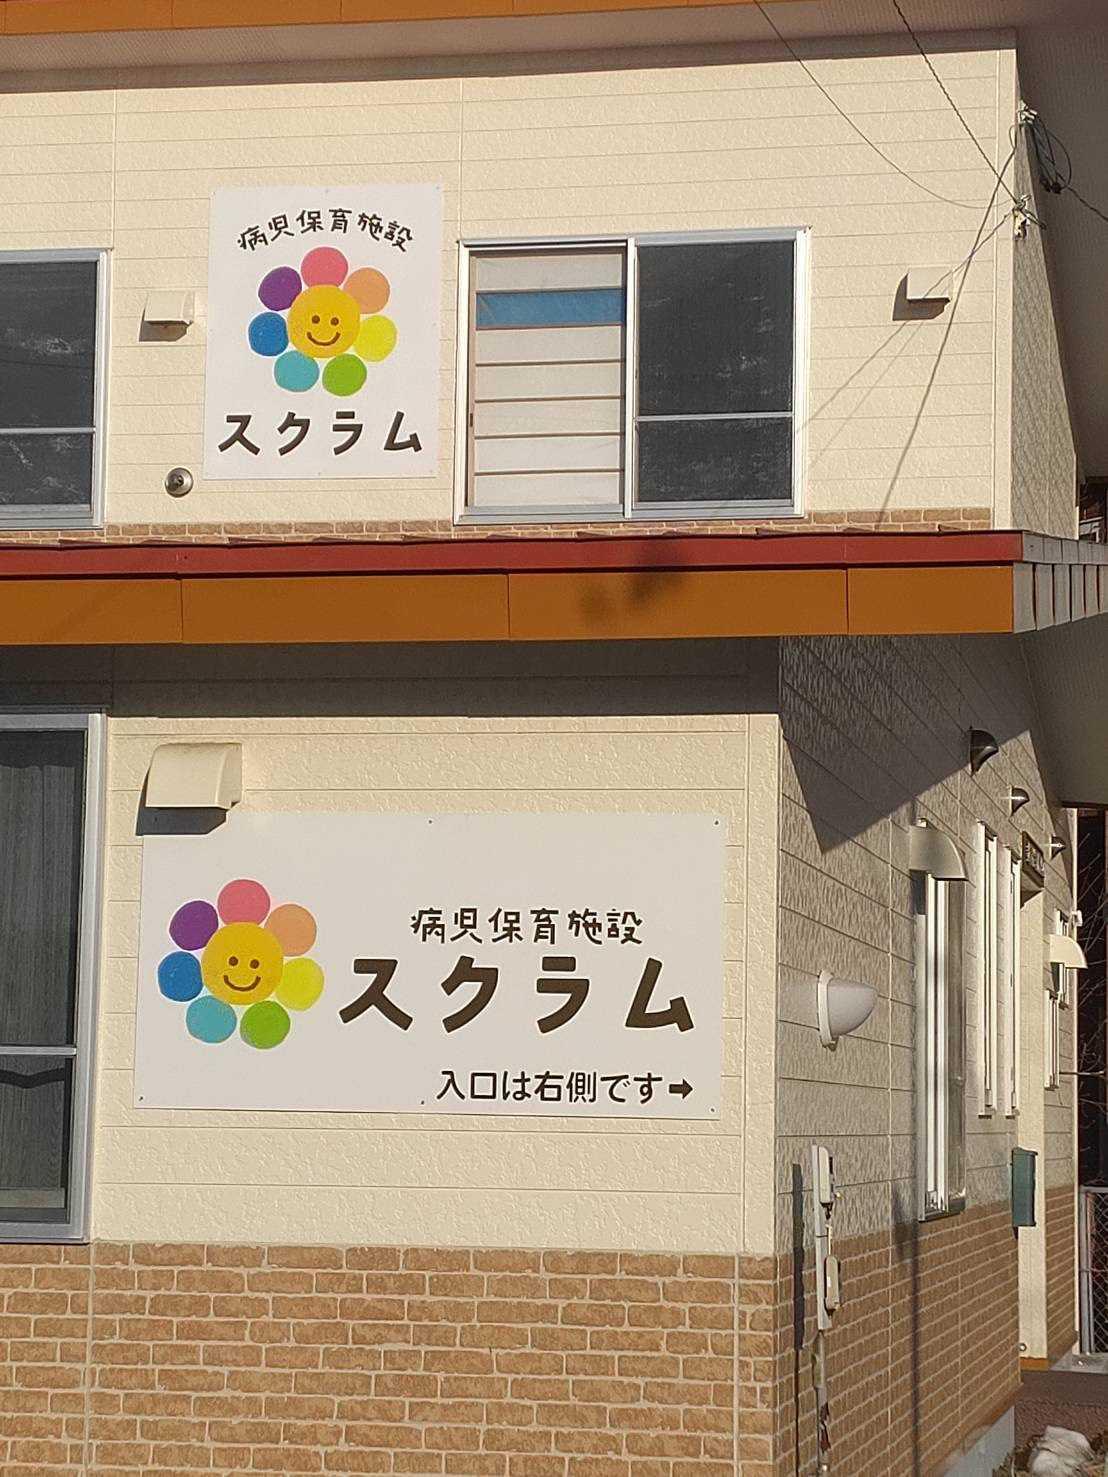 病児保育施設
スクラム
病児保育施設
スクラム
入口は右側です➡